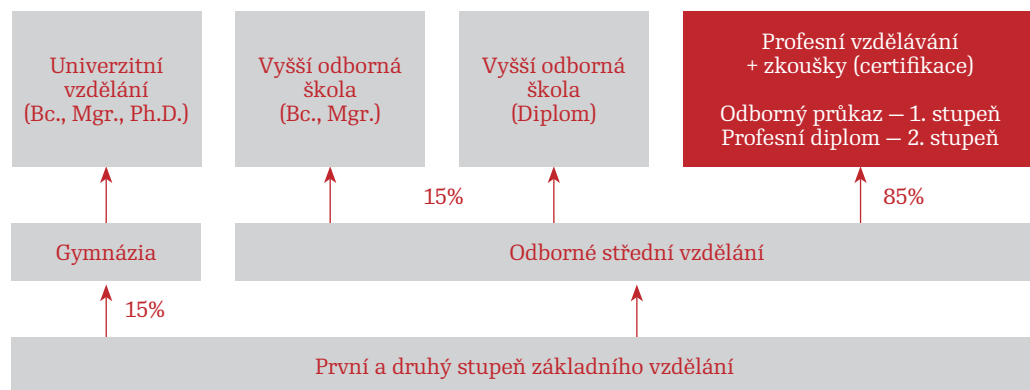 Univerzitní
vzdělání
(Bc., Mgr., Ph.D.)
Vyšší odborná
škola
(Bc., Mgr.)
Vyšší odborná
škola
(Diplom)
Profesní vzdělávání
+ zkoušky (certifikace)
Odborný průkaz — 1. stupeň
Profesní diplom — 2. stupeň
15%
85%
Gymnázia
Odborné střední vzdělání
15%
První a druhý stupeň základního vzdělání